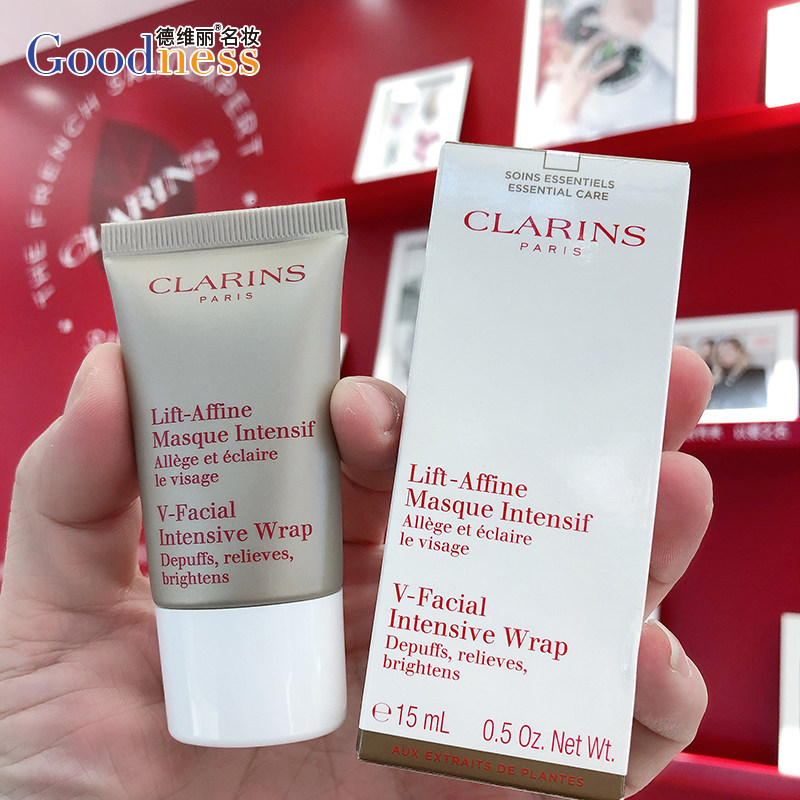 德维丽®名妆
Goodness
THE FRENCH SKIN EXPERT
CLARINS
CLARINS
PARIS
Lift-Affine
Masque Intensif
Allège et éclaire
le visage
V-Facial
Intensive Wrap
Depuffs, relieves,
brightens
SOINS ESSENTIELS
ESSENTIAL CARE
CLARINS
PARIS
Lift-Affine
Masque Intensif
Allège et éclaire
le visage
V-Facial
Intensive Wrap
Depuffs, relieves,
brightens
℮ 15 mL 0.5 Oz. Net Wt.
AUX EXTRAITS DE PLANTES